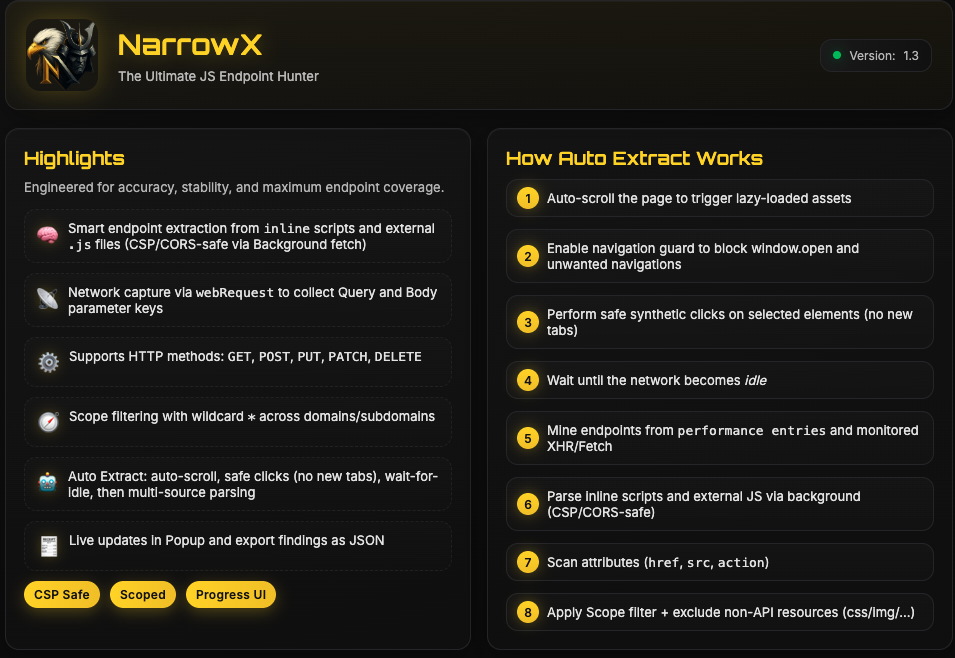 N
NarrowX
The Ultimate JS Endpoint Hunter
Version: 1.3
Highlights
Engineered for accuracy, stability, and maximum endpoint coverage.
Smart endpoint extraction from inline scripts and external
.js files (CSP/CORS-safe via Background fetch)
Network capture via webRequest to collect Query and Body
parameter keys
Supports HTTP methods: GET, POST, PUT, PATCH, DELETE
Scope filtering with wildcard * across domains/subdomains
Auto Extract: auto-scroll, safe clicks (no new tabs), wait-for-
idle, then multi-source parsing
Live updates in Popup and export findings as JSON
CSP Safe
Scoped
Progress UI
How Auto Extract Works
1 Auto-scroll the page to trigger lazy-loaded assets
2 Enable navigation guard to block window.open and
unwanted navigations
3 Perform safe synthetic clicks on selected elements (no new
tabs)
4 Wait until the network becomes idle
5 Mine endpoints from performance entries and monitored
XHR/Fetch
6 Parse inline scripts and external JS via background
(CSP/CORS-safe)
7 Scan attributes (href, src, action)
8 Apply Scope filter + exclude non-API resources (css/img/...)